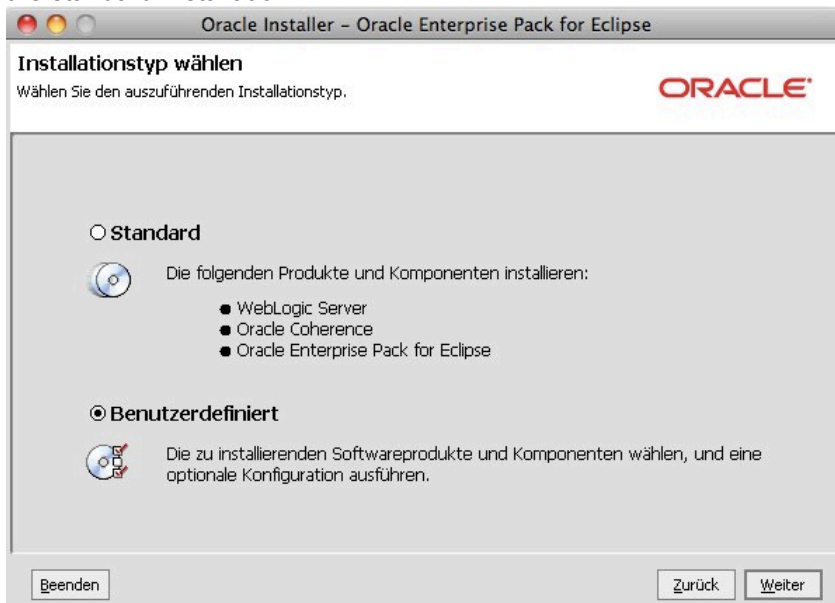 Oracle Installer – Oracle Enterprise Pack for Eclipse
Installationstyp wählen
Wählen Sie den auszuführenden Installationstyp.
ORACLE
Standard
Die folgenden Produkte und Komponenten installieren:
WebLogic Server
Oracle Coherence
Oracle Enterprise Pack for Eclipse
Benutzerdefiniert
Die zu installierenden Softwareprodukte und Komponenten wählen, und eine
optionale Konfiguration ausführen.
Beenden
Zurück
Weiter